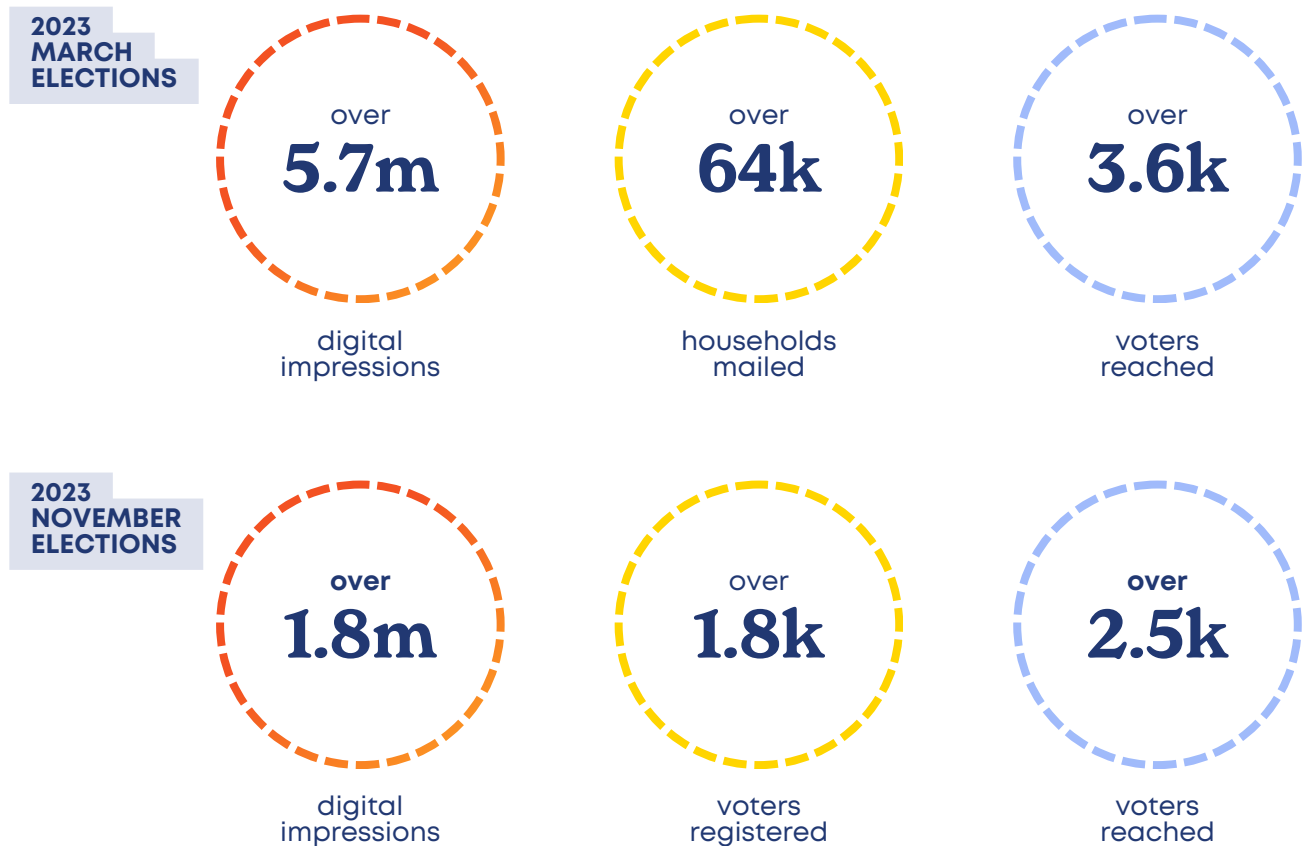 2023
MARCH
ELECTIONS
over
5.7m
digital
impressions
over
64k
households
mailed
over
3.6k
voters
reached
2023
NOVEMBER
ELECTIONS
over
1.8m
digital
impressions
over
1.8k
voters
registered
over
2.5k
voters
reached